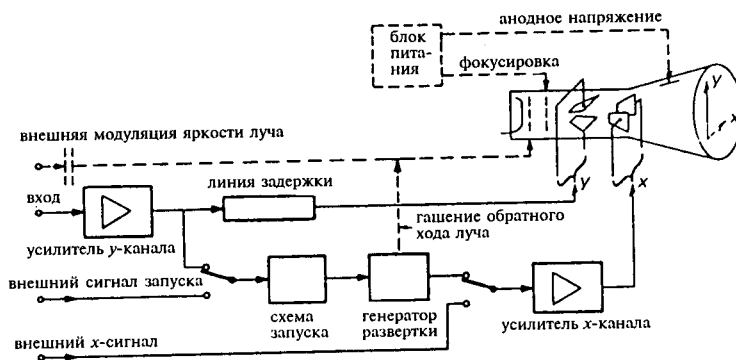 анодное напряжение
блок
пита-
ния
фокусировка
y
x
внешняя модуляция яркости луча
вход
линия задержки
y
x
усилитель y-канала
гашение обратного
хода луча
внешний сигнал запуска
схема
запуска
генератор
развертки
усилитель x-канала
внешний x-сигнал